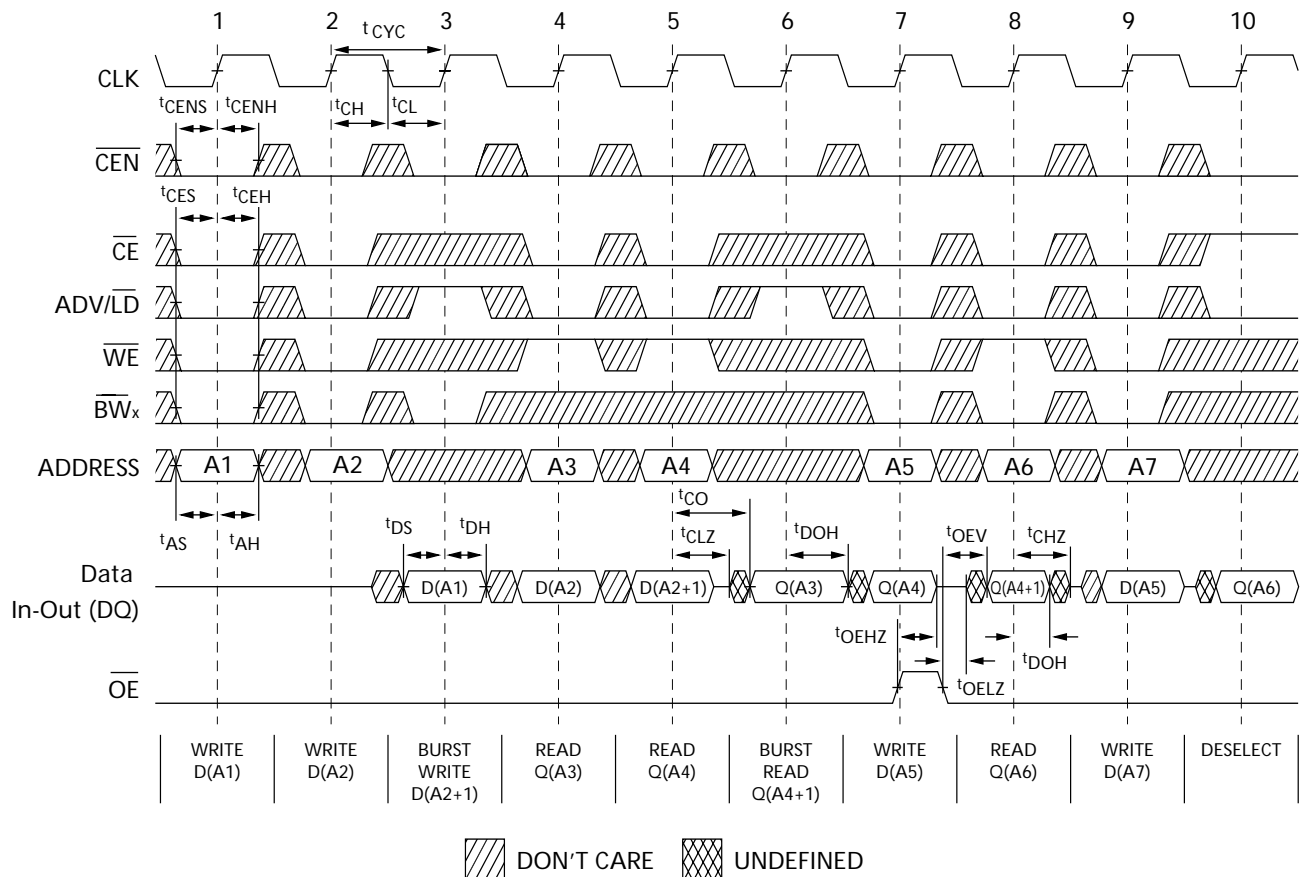 1 2 3 4 5 6 7 8 9 10
tCYC
CLK
tCENS tCENH tCH tCL
CEN
tCES tCEH
CE
ADV/LD
WE
BWx
ADDRESS A1 A2 A3 A4 A5 A6 A7
tCO
tAS tAH tDS tDH tCLZ tDOH tOEV tCHZ
Data
In-Out (DQ)
D(A1) D(A2) D(A2+1) Q(A3) Q(A4) Q(A4+1) D(A5) Q(A6)
tOEHZ tDOH
tOELZ
OE
WRITE
D(A1)
WRITE
D(A2)
BURST
WRITE
D(A2+1)
READ
Q(A3)
READ
Q(A4)
BURST
READ
Q(A4+1)
WRITE
D(A5)
READ
Q(A6)
WRITE
D(A7)
DESELECT
DON'T CARE UNDEFINED